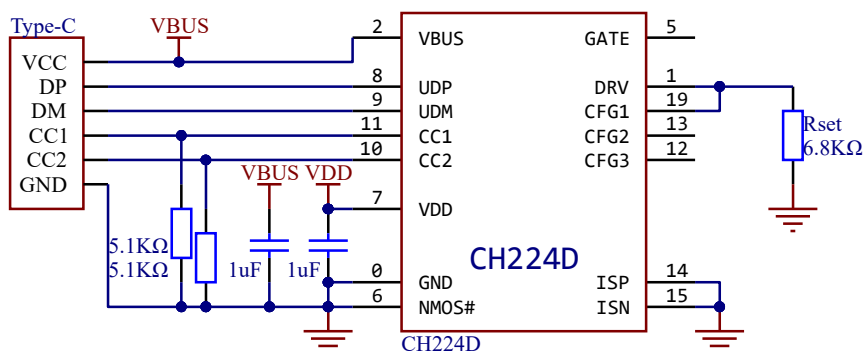 Type-C
VBUS
VCC
DP
DM
CC1
CC2
GND
2
8
9
11
10
7
0
6
VBUS
UDP
UDM
CC1
CC2
VDD
GND
NMOS#
GATE
DRV
CFG1
CFG2
CFG3
ISP
ISN
5
1
19
13
12
14
15
CH224D
CH224D
Rset
6.8KΩ
VBUS
VDD
5.1KΩ
5.1KΩ
1uF
1uF